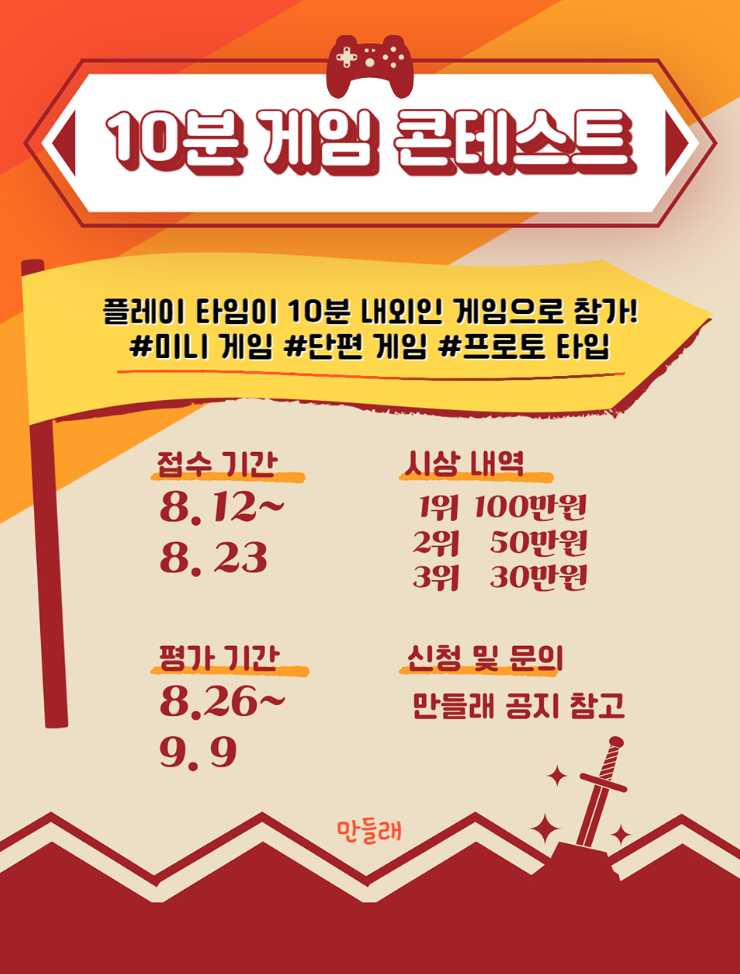 10분 게임 콘테스트
플레이 타임이 10분 내외인 게임으로 참가!
#미니 게임 #단편 게임 #프로토 타입
접수 기간
8. 12~
8. 23
시상 내역
1위 100만원
2위 50만원
3위 30만원
평가 기간
8.26~
9. 9
신청 및 문의
만들래 공지 참고
만들래